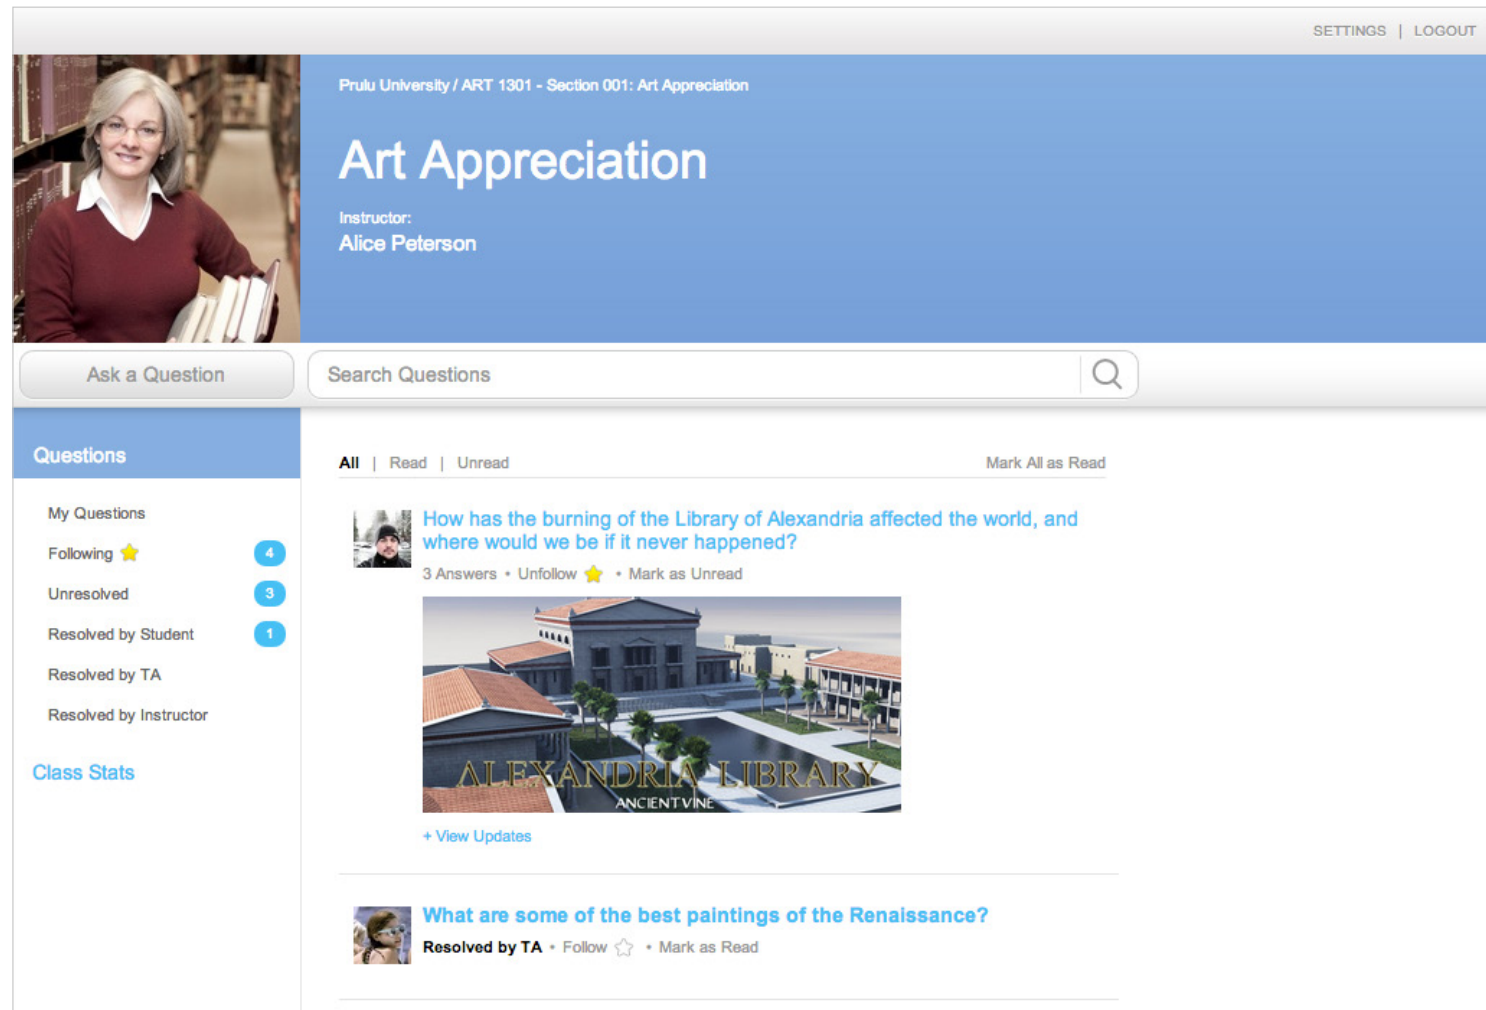 SETTINGS | LOGOUT
Prulu University / ART 1301 - Section 001: Art Appreciation
Art Appreciation
Instructor:
Alice Peterson
Ask a Question
Search Questions
Questions
My Questions
Following 4
Unresolved 3
Resolved by Student 1
Resolved by TA
Resolved by Instructor
Class Stats
All | Read | Unread Mark All as Read
How has the burning of the Library of Alexandria affected the world, and
where would we be if it never happened?
3 Answers • Unfollow • Mark as Unread
ALEXANDRIA LIBRARY
ANCIENTVINE
+ View Updates
What are some of the best paintings of the Renaissance?
Resolved by TA • Follow • Mark as Read